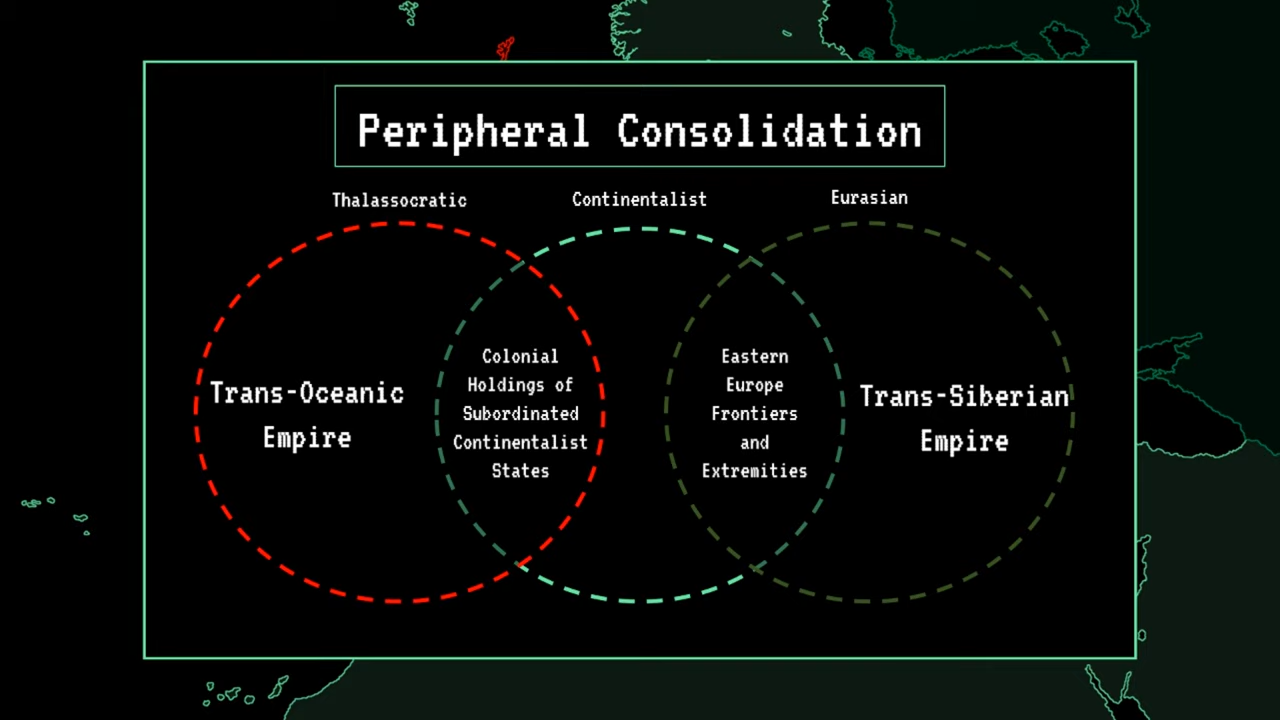 Peripheral Consolidation
Thalassocratic
Continentalist
Eurasian
Trans-Oceanic
Empire
Colonial
Holdings of
Subordinated
Continentalist
States
Eastern
Europe
Frontiers
and
Extremities
Trans-Siberian
Empire